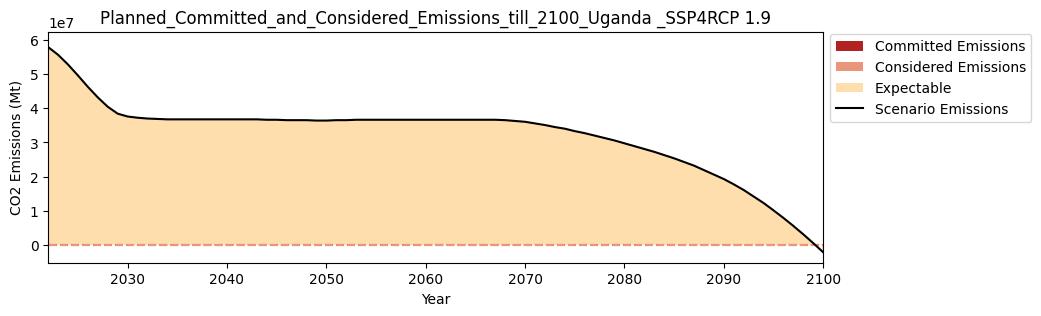 Planned_Committed_and_Considered_Emissions_till_2100_Uganda _SSP4RCP 1.9
1e7
6
5
4
3
2
1
0
CO2 Emissions (Mt)
2030 2040 2050 2060 2070 2080 2090 2100
Year
Committed Emissions
Considered Emissions
Expectable
Scenario Emissions